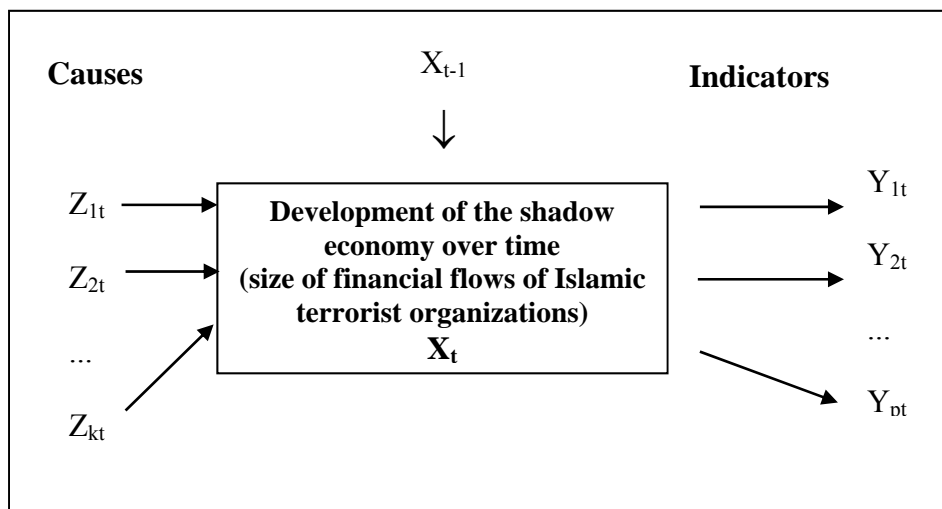 Causes
X_{t-1}
Indicators
Z_{1t}
Z_{2t}
...
Z_{kt}
Development of the shadow
economy over time
(size of financial flows of Islamic
terrorist organizations)
X_t
Y_{1t}
Y_{2t}
...
Y_{pt}